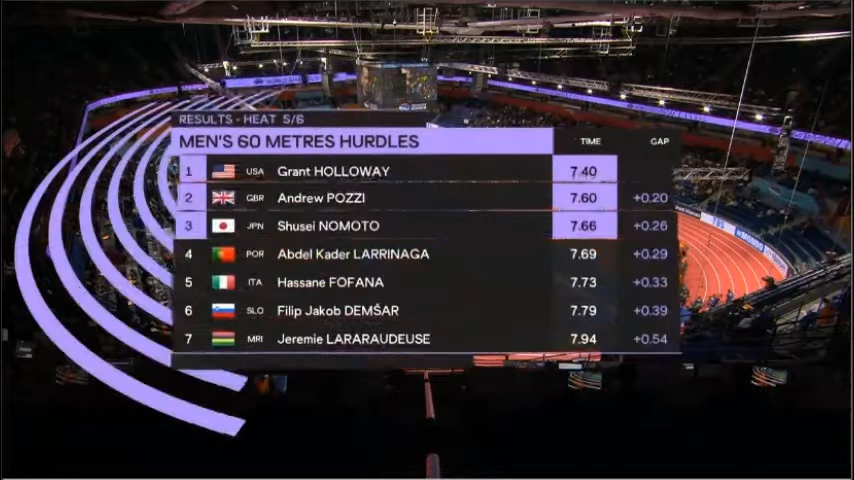 RESULTS - HEAT 5/6
MEN'S 60 METRES HURDLES TIME GAP
1 USA Grant HOLLOWAY 7.40
2 GBR Andrew POZZI 7.60 +0.20
3 JPN Shusei NOMOTO 7.66 +0.26
4 POR Abdel Kader LARRINAGA 7.69 +0.29
5 ITA Hassane FOFANA 7.73 +0.33
6 SLO Filip Jakob DEMŠAR 7.79 +0.39
7 MRI Jeremie LARARAUDEUSE 7.94 +0.54